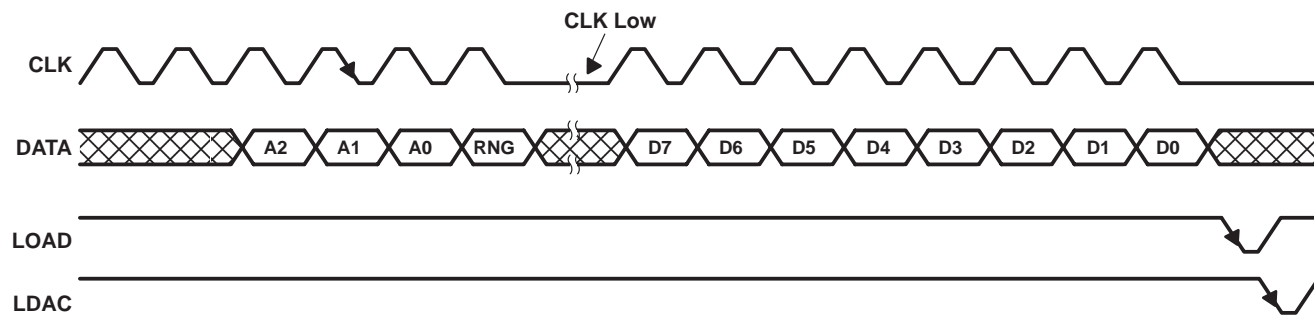 CLK Low
CLK
DATA A2 A1 A0 RNG D7 D6 D5 D4 D3 D2 D1 D0
LOAD
LDAC